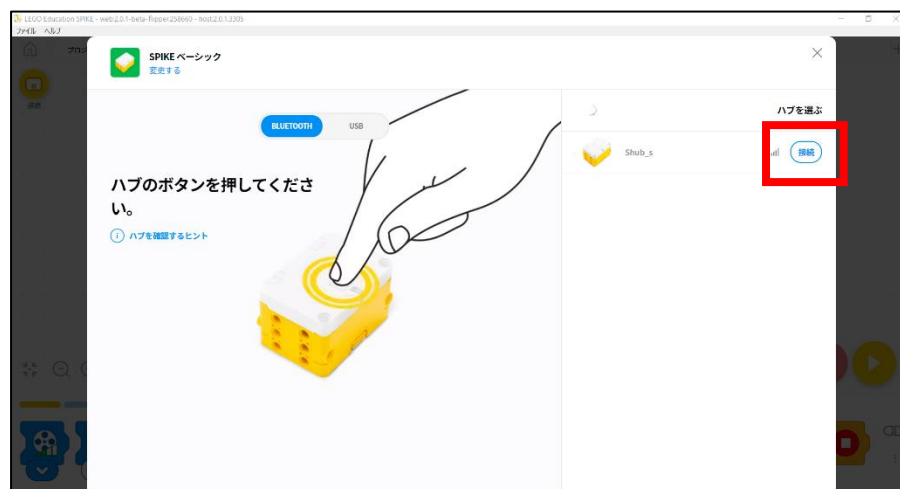 LEGO Education SPIKE - web:2.0.1-beta-flipper.258660 - host:2.0.1.3305
ファイル ヘルプ
SPIKE ベーシック
変更する
接続
BLUETOOTH USB
ハブを選ぶ
Shub_s 接続
ハブのボタンを押してくださ
い。
ハブを確認するヒント